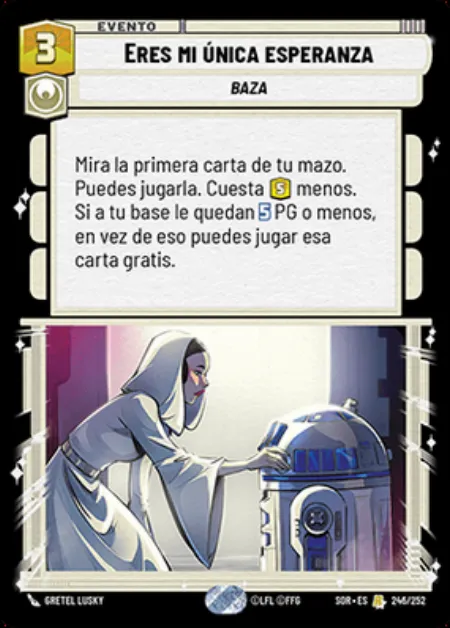 EVENTO
3
ERES MI ÚNICA ESPERANZA
BAZA
Mira la primera carta de tu mazo.
Puedes jugarla. Cuesta 5 menos.
Si a tu base le quedan 5 PG o menos,
en vez de eso puedes jugar esa
carta gratis.
GRETEL LUSKY
©LFL ©FFG
SOR • ES
246/252